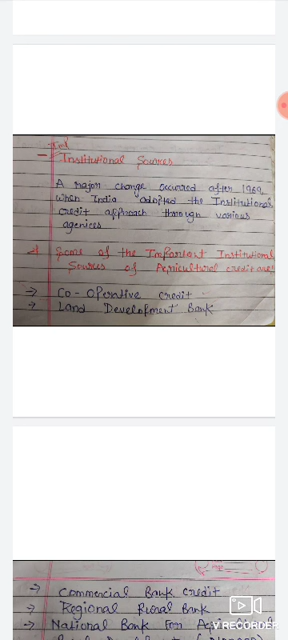 Institutional Sources
A major change occurred after 1969,
when India adopted the Institutional
credit approach through various
agencies
Some of the Important Institutional
Sources of Agricultural credit are:
→ Co-Operative credit
→ Land Development Bank
→ Commercial Bank Credit
→ Regional Rural Bank
→ National Bank For
V RECORDER